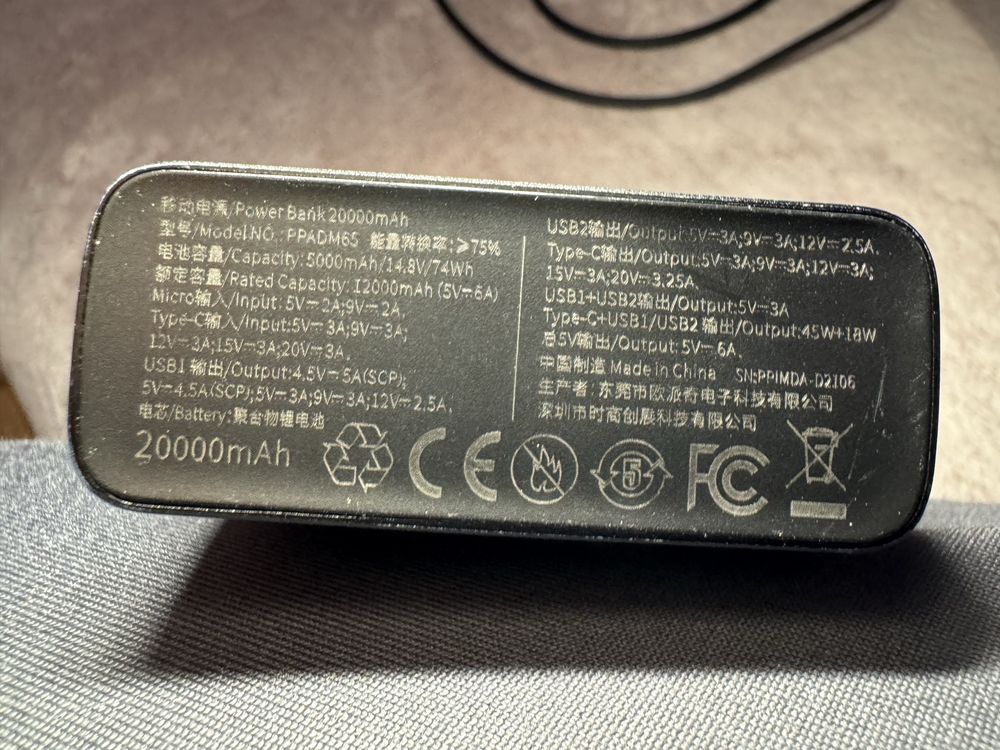 移动电源/Power Bank 20000mAh
型号/Model.NO.: PPADM65 能量转换率:⩾75%
电池容量/Capacity: 5000mAh/14.8V/74Wh
额定容量/Rated Capacity: 12000mAh (5V⎓6A)
Micro输入/Input: 5V⎓2A;9V⎓2A,
Type-C输入/Input:5V⎓3A;9V⎓3A;
12V⎓3A;15V⎓3A;20V⎓3A,
USB1 输出/Output:4.5V⎓5A(SCP);
5V⎓4.5A(SCP);5V⎓3A;9V⎓3A;12V⎓2.5A,
电芯/Battery:聚合物锂电池
20000mAh
USB2输出/Output:5V⎓3A;9V⎓3A;12V⎓2.5A
Type-C输出/Output:5V⎓3A;9V⎓3A;12V⎓3A;
15V⎓3A;20V⎓3.25A
USB1+USB2输出/Output:5V⎓3A
Type-C+USB1/USB2 输出/Output:45W+18W
总5V输出/Output: 5V⎓6A,
中国制造 Made in China SN:PPIMDA-D2106
生产者: 东莞市欧派奇电子科技有限公司
深圳市时商创展科技有限公司
CE
5
FCC